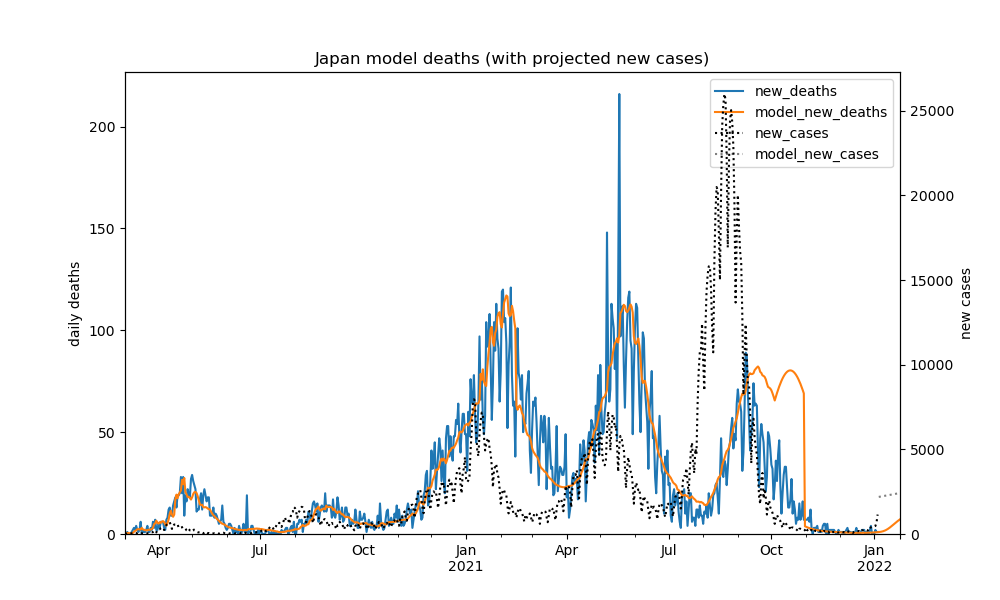 Japan model deaths (with projected new cases)
new_deaths
model_new_deaths
new_cases
model_new_cases
200
150
100
50
0
daily deaths
25000
20000
15000
10000
5000
0
new cases
Apr Jul Oct Jan Apr Jul Oct Jan
2021 2022